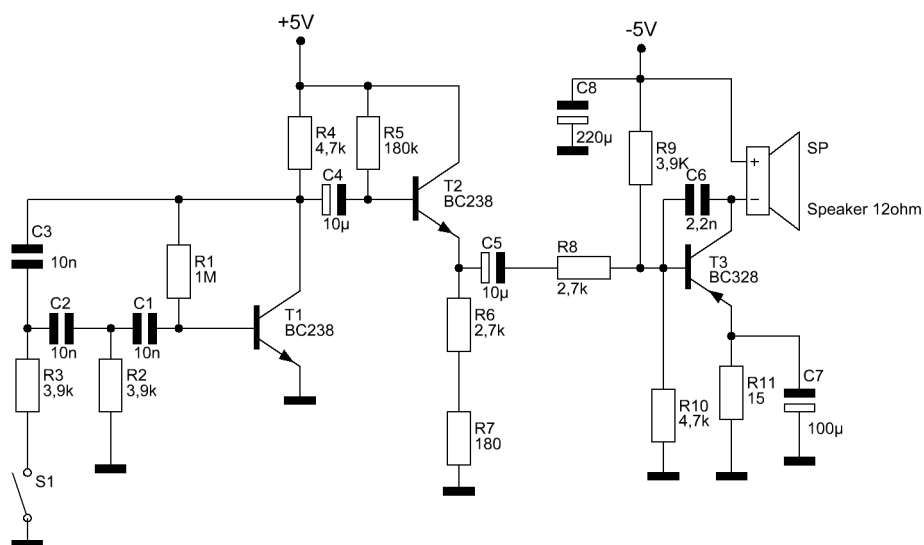 +5V
-5V
C8
220µ
R4
4,7k
R5
180k
R9
3,9K
SP
+
−
Speaker 12ohm
C4
10µ
T2
BC238
C6
2,2n
C3
10n
R1
1M
C5
10µ
R8
2,7k
T3
BC328
C2
10n
C1
10n
T1
BC238
R6
2,7k
R3
3,9k
R2
3,9k
R11
15
C7
100µ
R10
4,7k
R7
180
S1